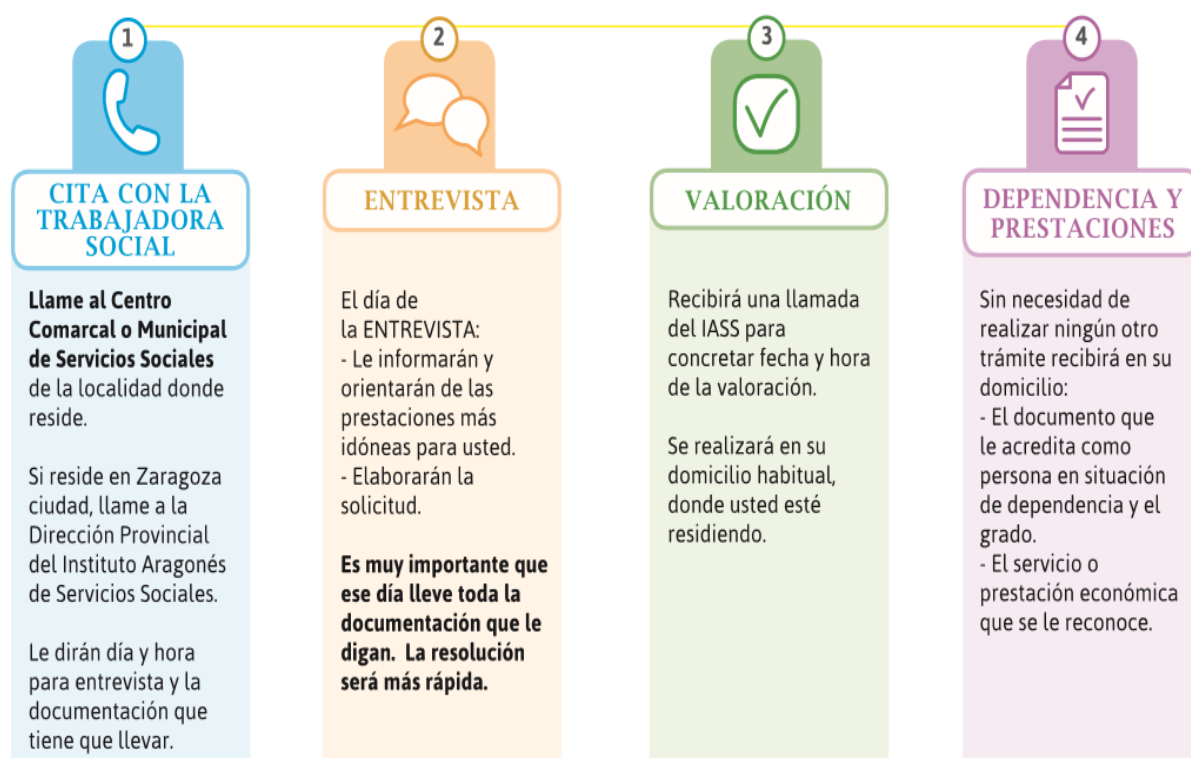 1
CITA CON LA
TRABAJADORA
SOCIAL
Llame al Centro
Comarcal o Municipal
de Servicios Sociales
de la localidad donde
reside.
Si reside en Zaragoza
ciudad, llame a la
Dirección Provincial
del Instituto Aragonés
de Servicios Sociales.
Le dirán día y hora
para entrevista y la
documentación que
tiene que llevar.
2
ENTREVISTA
El día de
la ENTREVISTA:
- Le informarán y
orientarán de las
prestaciones más
idóneas para usted.
- Elaborarán la
solicitud.
Es muy importante que
ese día lleve toda la
documentación que le
digan. La resolución
será más rápida.
3
VALORACIÓN
Recibirá una llamada
del IASS para
concretar fecha y hora
de la valoración.
Se realizará en su
domicilio habitual,
donde usted esté
residiendo.
4
DEPENDENCIA Y
PRESTACIONES
Sin necesidad de
realizar ningún otro
trámite recibirá en su
domicilio:
- El documento que
le acredita como
persona en situación
de dependencia y el
grado.
- El servicio o
prestación económica
que se le reconoce.